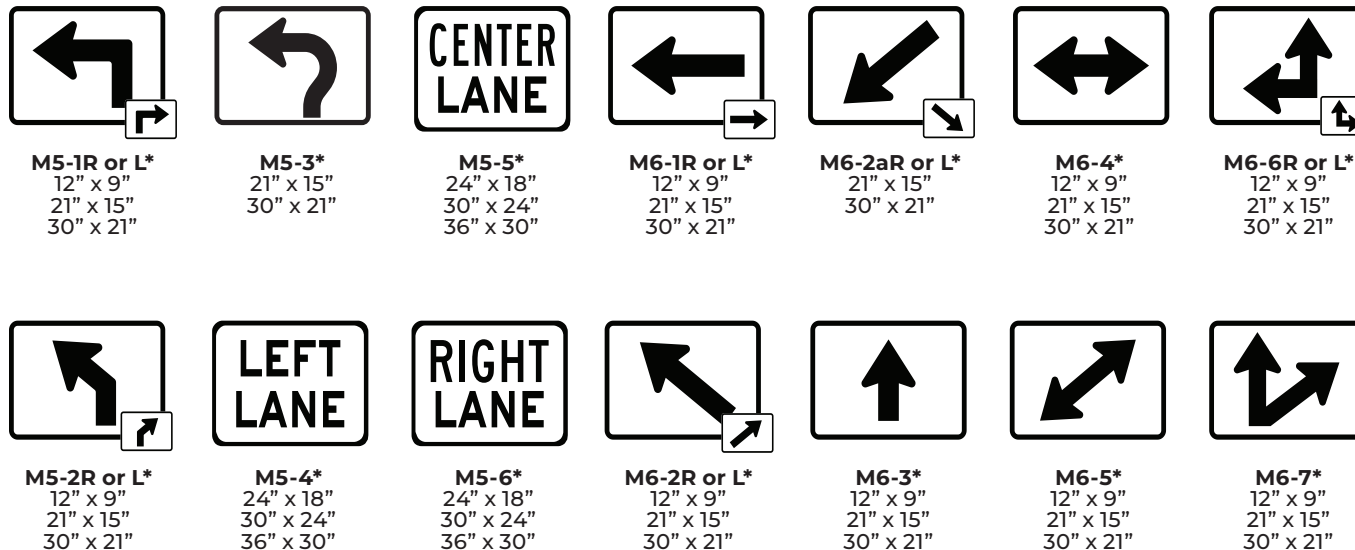 CENTER
LANE
M5-1R or L*
12” x 9”
21” x 15”
30” x 21”
M5-3*
21” x 15”
30” x 21”
M5-5*
24” x 18”
30” x 24”
36” x 30”
M6-1R or L*
12” x 9”
21” x 15”
30” x 21”
M6-2aR or L*
21” x 15”
30” x 21”
M6-4*
12” x 9”
21” x 15”
30” x 21”
M6-6R or L*
12” x 9”
21” x 15”
30” x 21”
LEFT
LANE
RIGHT
LANE
M5-2R or L*
12” x 9”
21” x 15”
30” x 21”
M5-4*
24” x 18”
30” x 24”
36” x 30”
M5-6*
24” x 18”
30” x 24”
36” x 30”
M6-2R or L*
12” x 9”
21” x 15”
30” x 21”
M6-3*
12” x 9”
21” x 15”
30” x 21”
M6-5*
12” x 9”
21” x 15”
30” x 21”
M6-7*
12” x 9”
21” x 15”
30” x 21”